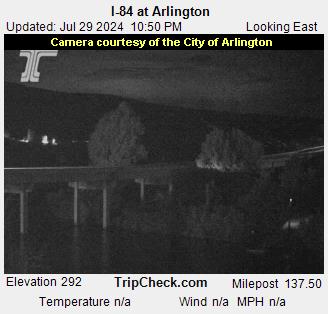 I-84 at Arlington
Updated: Jul 29 2024 10:50 PM Looking East
Camera courtesy of the City of Arlington
Elevation 292 TripCheck.com Milepost 137.50
Temperature n/a Wind n/a MPH n/a